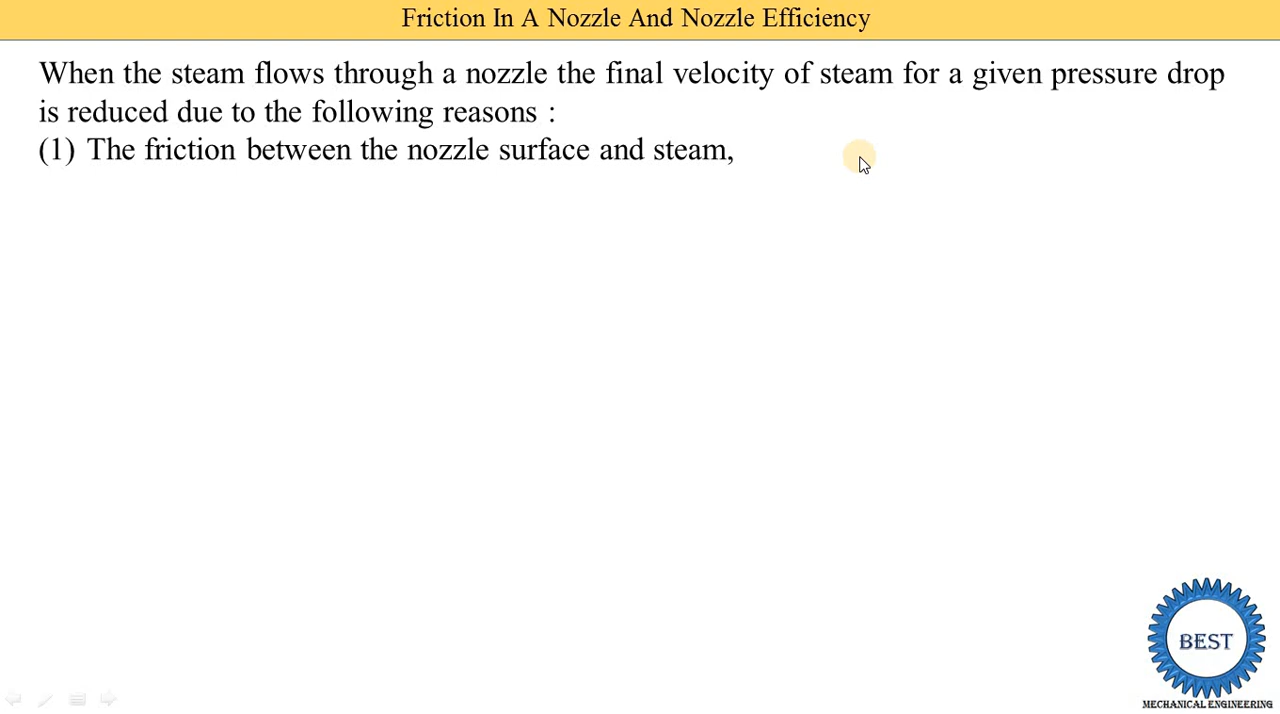 Friction In A Nozzle And Nozzle Efficiency
When the steam flows through a nozzle the final velocity of steam for a given pressure drop
is reduced due to the following reasons :
(1) The friction between the nozzle surface and steam,
BEST
MECHANICAL ENGINEERING